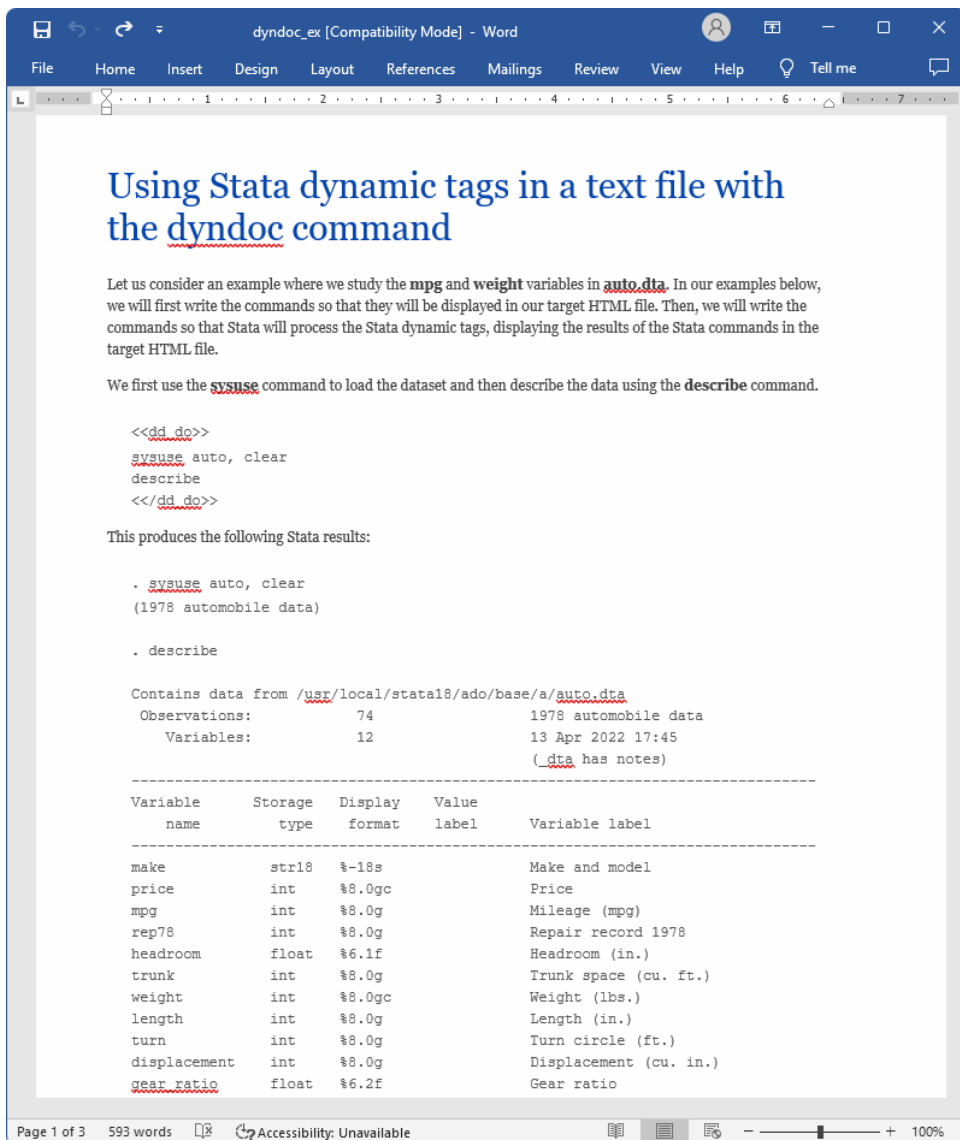 dyndoc_ex [Compatibility Mode] - Word
File Home Insert Design Layout References Mailings Review View Help Tell me
1 2 3 4 5 6 7
Using Stata dynamic tags in a text file with
the dyndoc command
Let us consider an example where we study the mpg and weight variables in auto.dta. In our examples below,
we will first write the commands so that they will be displayed in our target HTML file. Then, we will write the
commands so that Stata will process the Stata dynamic tags, displaying the results of the Stata commands in the
target HTML file.
We first use the sysuse command to load the dataset and then describe the data using the describe command.
<<dd_do>>
sysuse auto, clear
describe
<</dd_do>>
This produces the following Stata results:
. sysuse auto, clear
(1978 automobile data)
. describe
Contains data from /usr/local/stata18/ado/base/a/auto.dta
Observations: 74 1978 automobile data
Variables: 12 13 Apr 2022 17:45
(_dta has notes)
--------------------------------------------------------------------------------
Variable Storage Display Value
name type format label Variable label
--------------------------------------------------------------------------------
make str18 %-18s Make and model
price int %8.0gc Price
mpg int %8.0g Mileage (mpg)
rep78 int %8.0g Repair record 1978
headroom float %6.1f Headroom (in.)
trunk int %8.0g Trunk space (cu. ft.)
weight int %8.0gc Weight (lbs.)
length int %8.0g Length (in.)
turn int %8.0g Turn circle (ft.)
displacement int %8.0g Displacement (cu. in.)
gear_ratio float %6.2f Gear ratio
Page 1 of 3 593 words Accessibility: Unavailable 100%